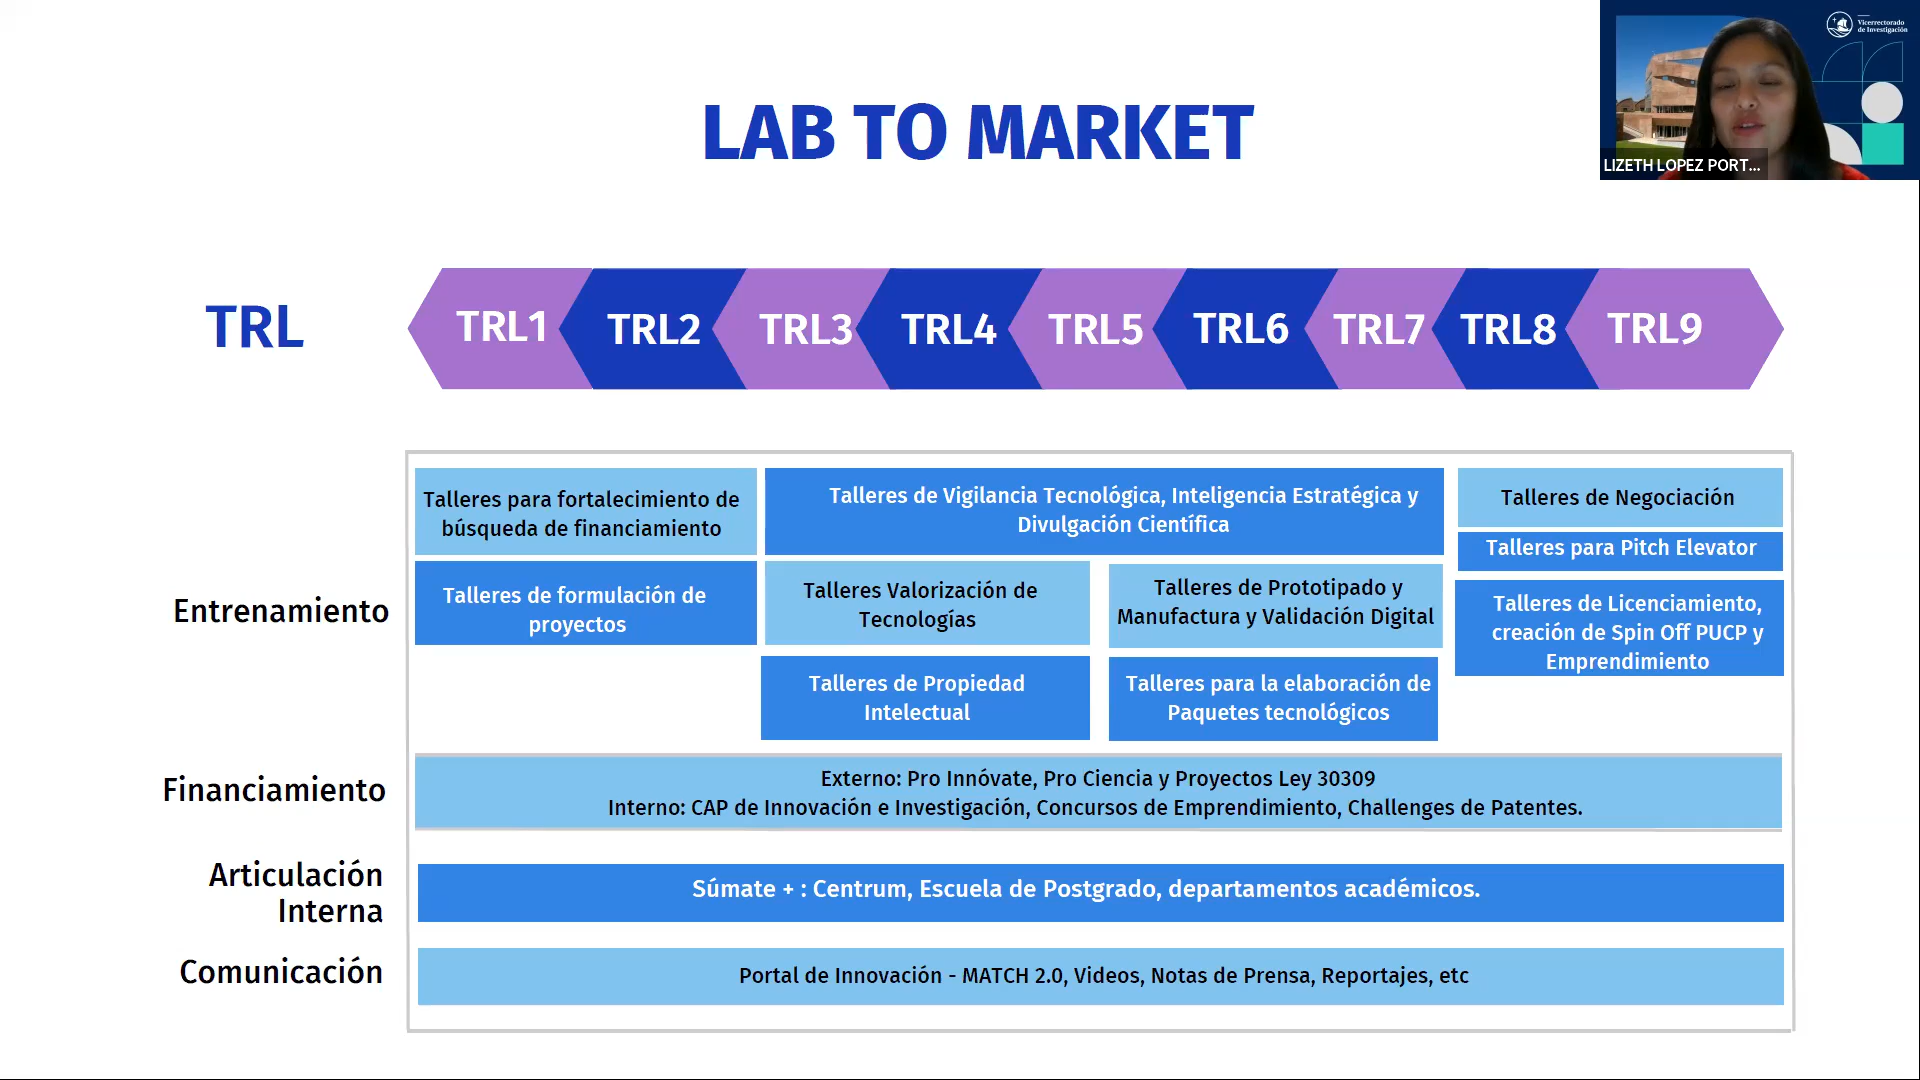 Vicerrectorado
de Investigación
LIZETH LOPEZ PORT...
LAB TO MARKET
TRL
TRL1
TRL2
TRL3
TRL4
TRL5
TRL6
TRL7
TRL8
TRL9
Entrenamiento
Talleres para fortalecimiento de
búsqueda de financiamiento
Talleres de formulación de
proyectos
Talleres de Vigilancia Tecnológica, Inteligencia Estratégica y
Divulgación Científica
Talleres Valorización de
Tecnologías
Talleres de Propiedad
Intelectual
Talleres de Prototipado y
Manufactura y Validación Digital
Talleres para la elaboración de
Paquetes tecnológicos
Talleres de Negociación
Talleres para Pitch Elevator
Talleres de Licenciamiento,
creación de Spin Off PUCP y
Emprendimiento
Financiamiento
Externo: Pro Innóvate, Pro Ciencia y Proyectos Ley 30309
Interno: CAP de Innovación e Investigación, Concursos de Emprendimiento, Challenges de Patentes.
Articulación
Interna
Súmate + : Centrum, Escuela de Postgrado, departamentos académicos.
Comunicación
Portal de Innovación - MATCH 2.0, Videos, Notas de Prensa, Reportajes, etc